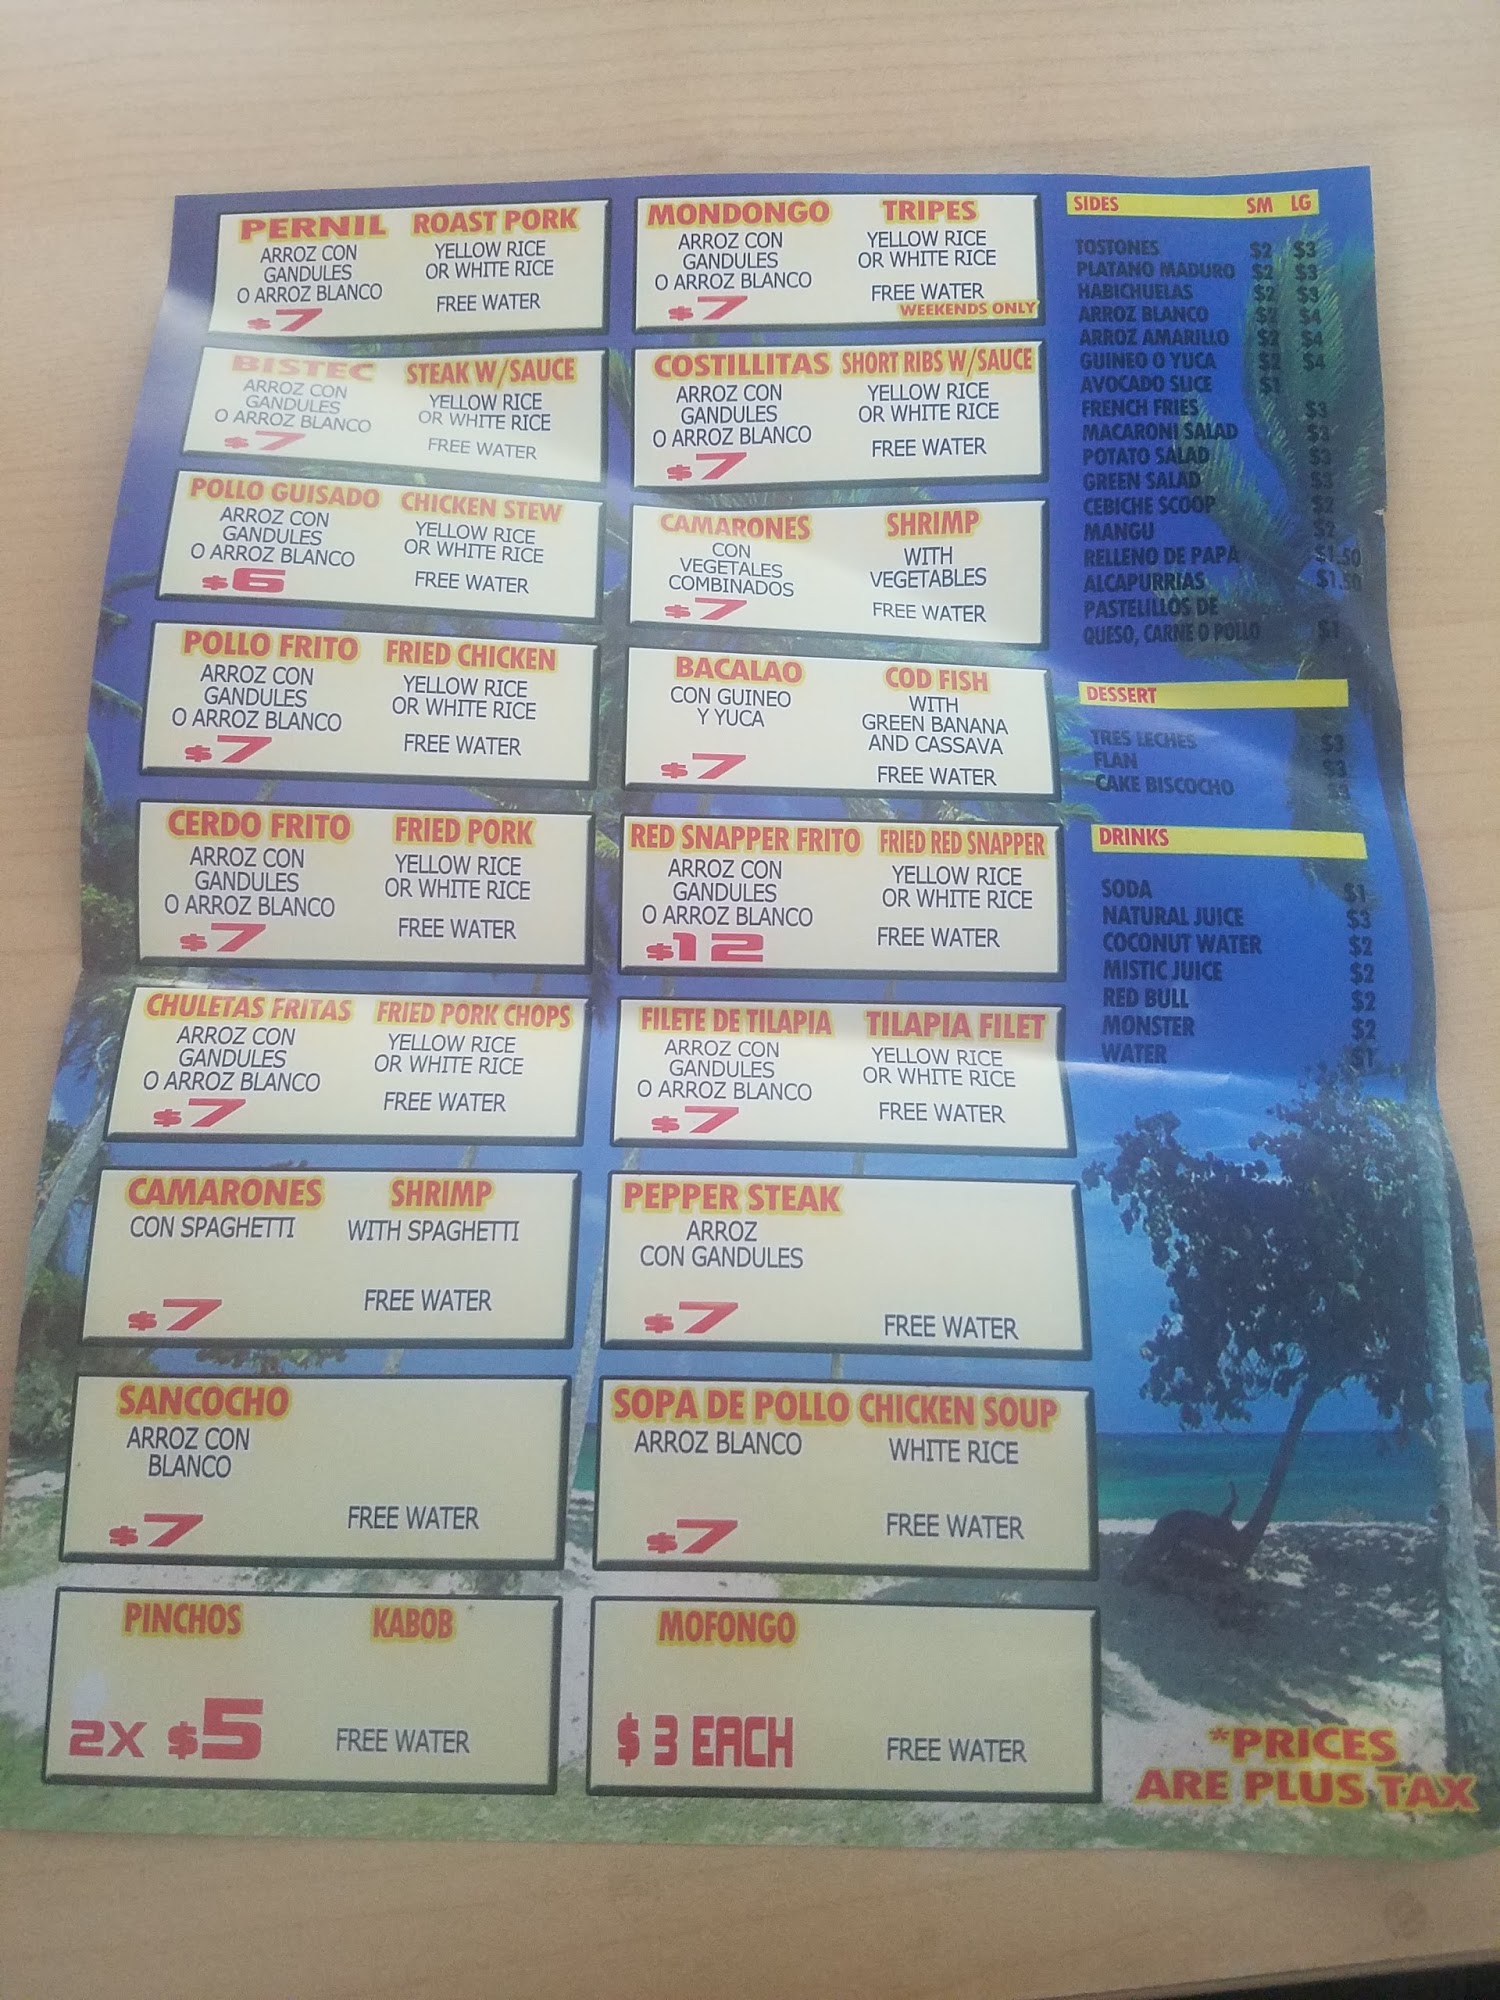 PERNIL ROAST PORK
ARROZ CON YELLOW RICE
GANDULES OR WHITE RICE
O ARROZ BLANCO FREE WATER
$7
BISTEC STEAK W/SAUCE
ARROZ CON YELLOW RICE
GANDULES OR WHITE RICE
O ARROZ BLANCO FREE WATER
$7
POLLO GUISADO CHICKEN STEW
ARROZ CON YELLOW RICE
GANDULES OR WHITE RICE
O ARROZ BLANCO FREE WATER
$6
POLLO FRITO FRIED CHICKEN
ARROZ CON YELLOW RICE
GANDULES OR WHITE RICE
O ARROZ BLANCO FREE WATER
$7
CERDO FRITO FRIED PORK
ARROZ CON YELLOW RICE
GANDULES OR WHITE RICE
O ARROZ BLANCO FREE WATER
$7
CHULETAS FRITAS FRIED PORK CHOPS
ARROZ CON YELLOW RICE
GANDULES OR WHITE RICE
O ARROZ BLANCO FREE WATER
$7
CAMARONES SHRIMP
CON SPAGHETTI WITH SPAGHETTI
FREE WATER
$7
SANCOCHO
ARROZ CON
BLANCO
FREE WATER
$7
PINCHOS KABOB
2X $5 FREE WATER
MONDONGO TRIPES
ARROZ CON YELLOW RICE
GANDULES OR WHITE RICE
O ARROZ BLANCO FREE WATER
$7 WEEKENDS ONLY
COSTILLITAS SHORT RIBS W/SAUCE
ARROZ CON YELLOW RICE
GANDULES OR WHITE RICE
O ARROZ BLANCO FREE WATER
$7
CAMARONES SHRIMP
CON WITH
VEGETALES VEGETABLES
COMBINADOS FREE WATER
$7
BACALAO COD FISH
CON GUINEO WITH
Y YUCA GREEN BANANA
AND CASSAVA
$7 FREE WATER
RED SNAPPER FRITO FRIED RED SNAPPER
ARROZ CON YELLOW RICE
GANDULES OR WHITE RICE
O ARROZ BLANCO FREE WATER
$12
FILETE DE TILAPIA TILAPIA FILET
ARROZ CON YELLOW RICE
GANDULES OR WHITE RICE
O ARROZ BLANCO FREE WATER
$7
PEPPER STEAK
ARROZ
CON GANDULES
$7 FREE WATER
SOPA DE POLLO CHICKEN SOUP
ARROZ BLANCO WHITE RICE
$7 FREE WATER
MOFONGO
$3 EACH FREE WATER
SIDES SM LG
TOSTONES $2 $3
PLATANO MADURO $2 $3
HABICHUELAS $2 $3
ARROZ BLANCO $2 $4
ARROZ AMARILLO $2 $4
GUINEO O YUCA $2 $4
AVOCADO SLICE $1
FRENCH FRIES $3
MACARONI SALAD $3
POTATO SALAD $3
GREEN SALAD $3
CEBICHE SCOOP $2
MANGU $2
RELLENO DE PAPA $1.50
ALCAPURRIAS $1.50
PASTELILLOS DE
QUESO, CARNE O POLLO $1
DESSERT
TRES LECHES $3
FLAN $3
CAKE BISCOCHO
DRINKS
SODA $1
NATURAL JUICE $3
COCONUT WATER $2
MISTIC JUICE $2
RED BULL $2
MONSTER $2
WATER $1
*PRICES
ARE PLUS TAX